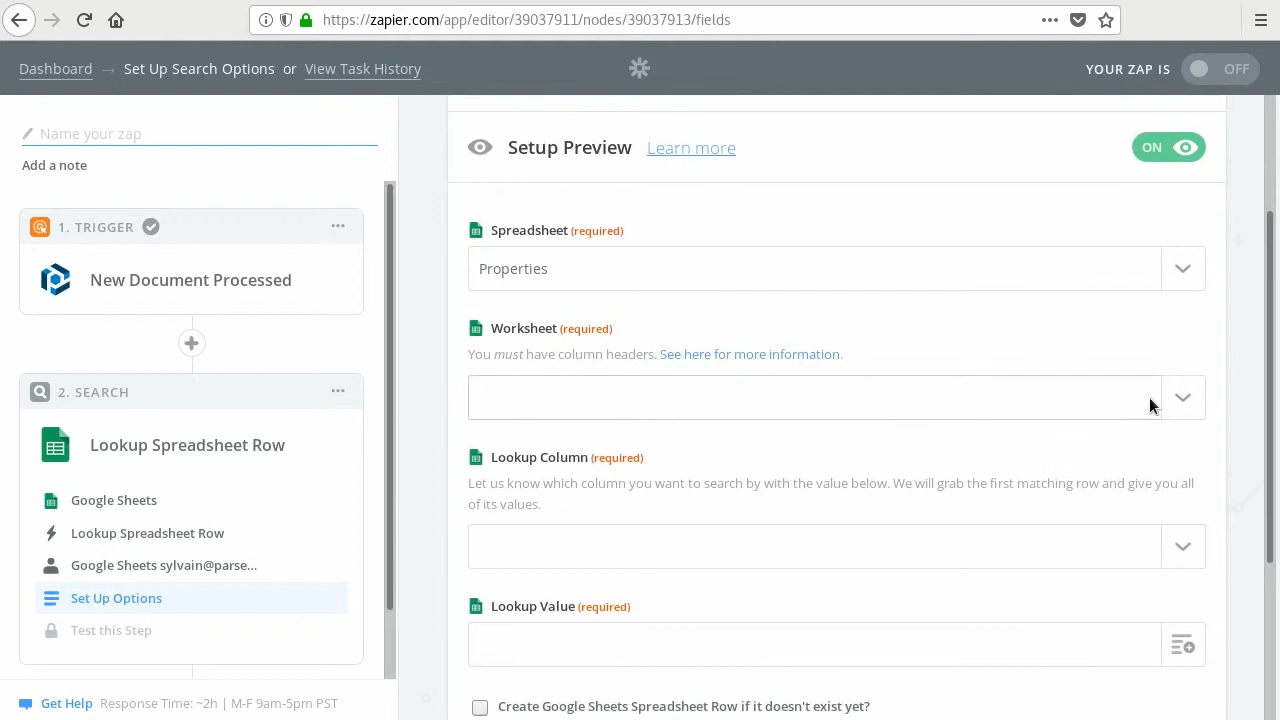 https://zapier.com/app/editor/39037911/nodes/39037913/fields
Dashboard → Set Up Search Options or View Task History
YOUR ZAP IS OFF
Name your zap
Add a note
1. TRIGGER
New Document Processed
2. SEARCH
Lookup Spreadsheet Row
Google Sheets
Lookup Spreadsheet Row
Google Sheets sylvain@parse...
Set Up Options
Test this Step
Get Help Response Time: ~2h | M-F 9am-5pm PST
Setup Preview Learn more ON
Spreadsheet (required)
Properties
Worksheet (required)
You must have column headers. See here for more information.
Lookup Column (required)
Let us know which column you want to search by with the value below. We will grab the first matching row and give you all
of its values.
Lookup Value (required)
Create Google Sheets Spreadsheet Row if it doesn't exist yet?